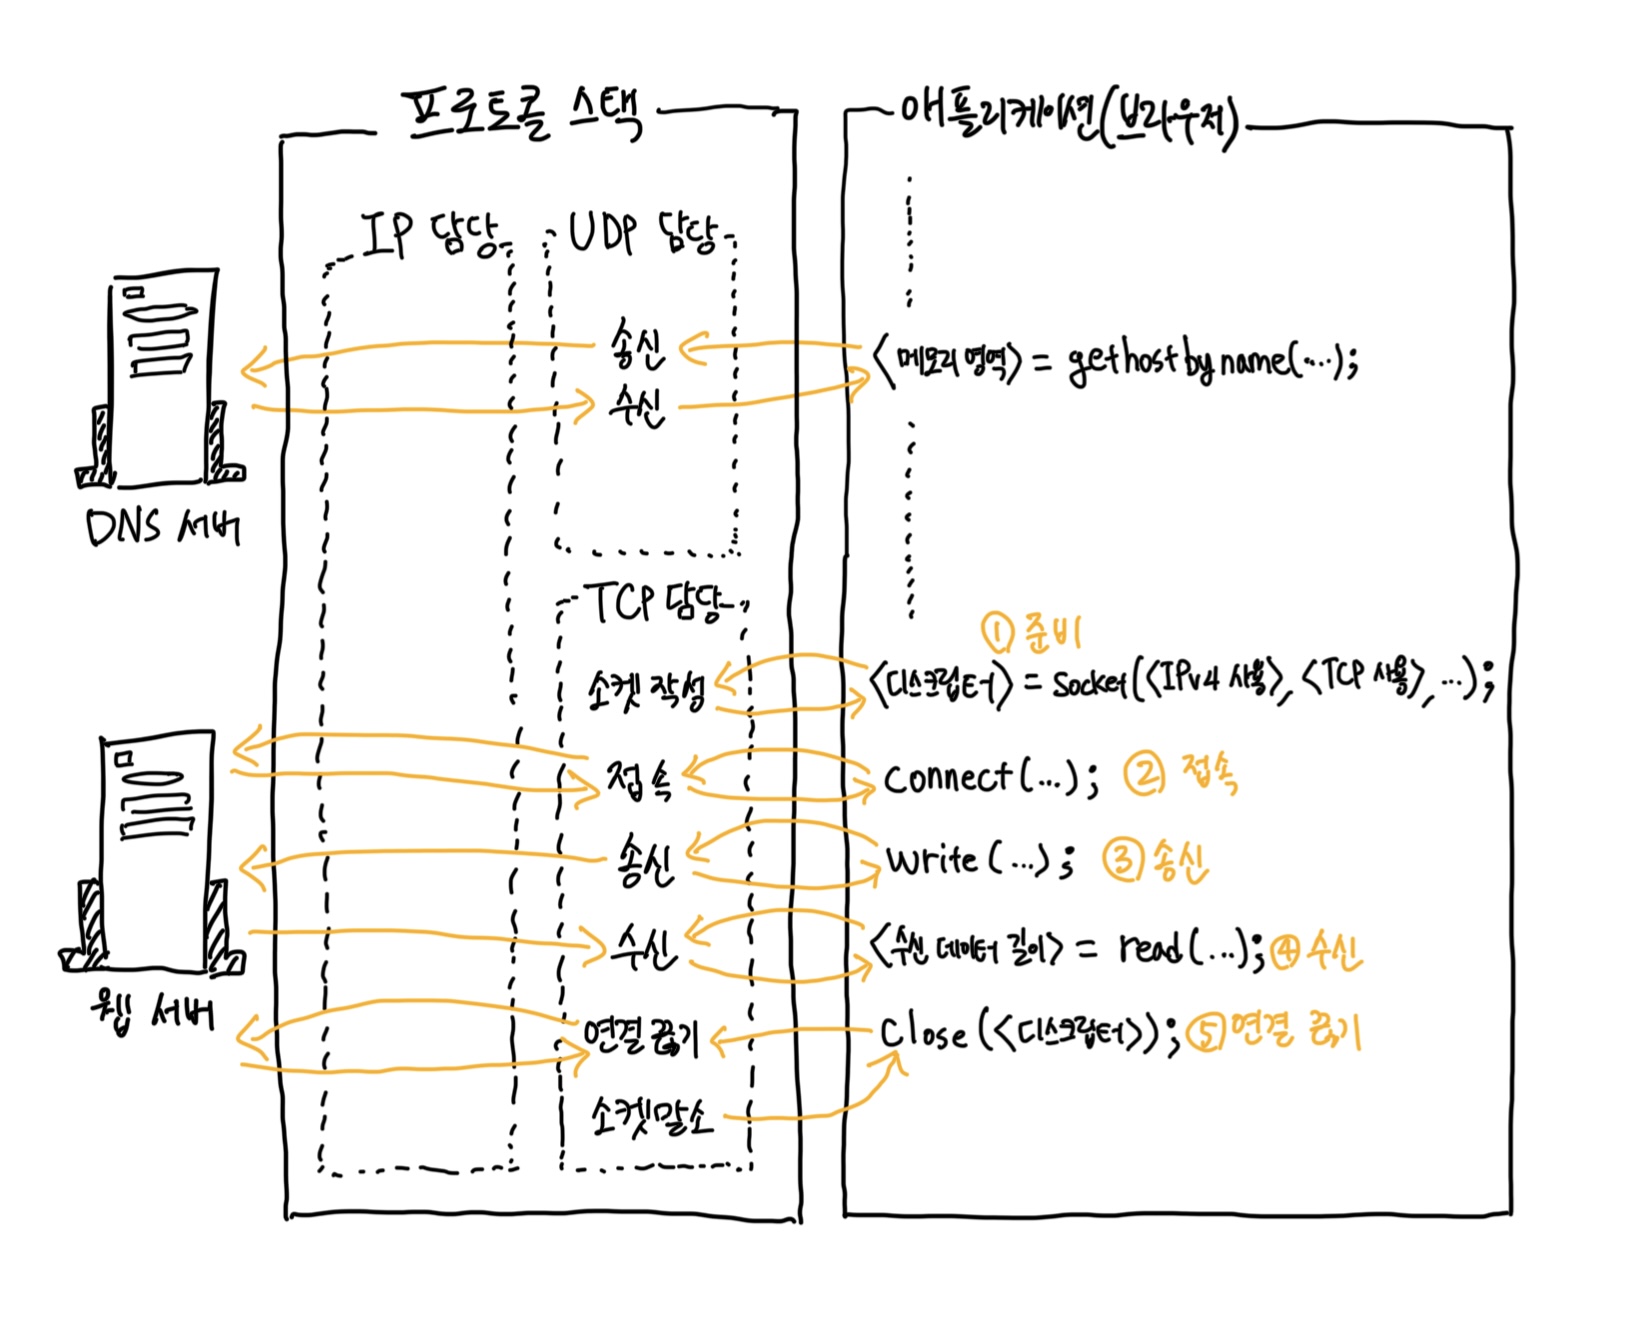 프로토콜 스택
애플리케이션(브라우저)
IP 담당
UDP 담당
송신
수신
<메모리 영역> = gethostbyname(...);
DNS 서버
TCP 담당
① 준비
소켓 작성
<디스크립터> = Socket(<IPv4 사용>, <TCP 사용>, ...);
접속
connect(...); ② 접속
송신
write(...); ③ 송신
수신
<수신 데이터 길이> = read(...); ④ 수신
웹 서버
연결 끊기
Close(<디스크립터>); ⑤ 연결 끊기
소켓 말소